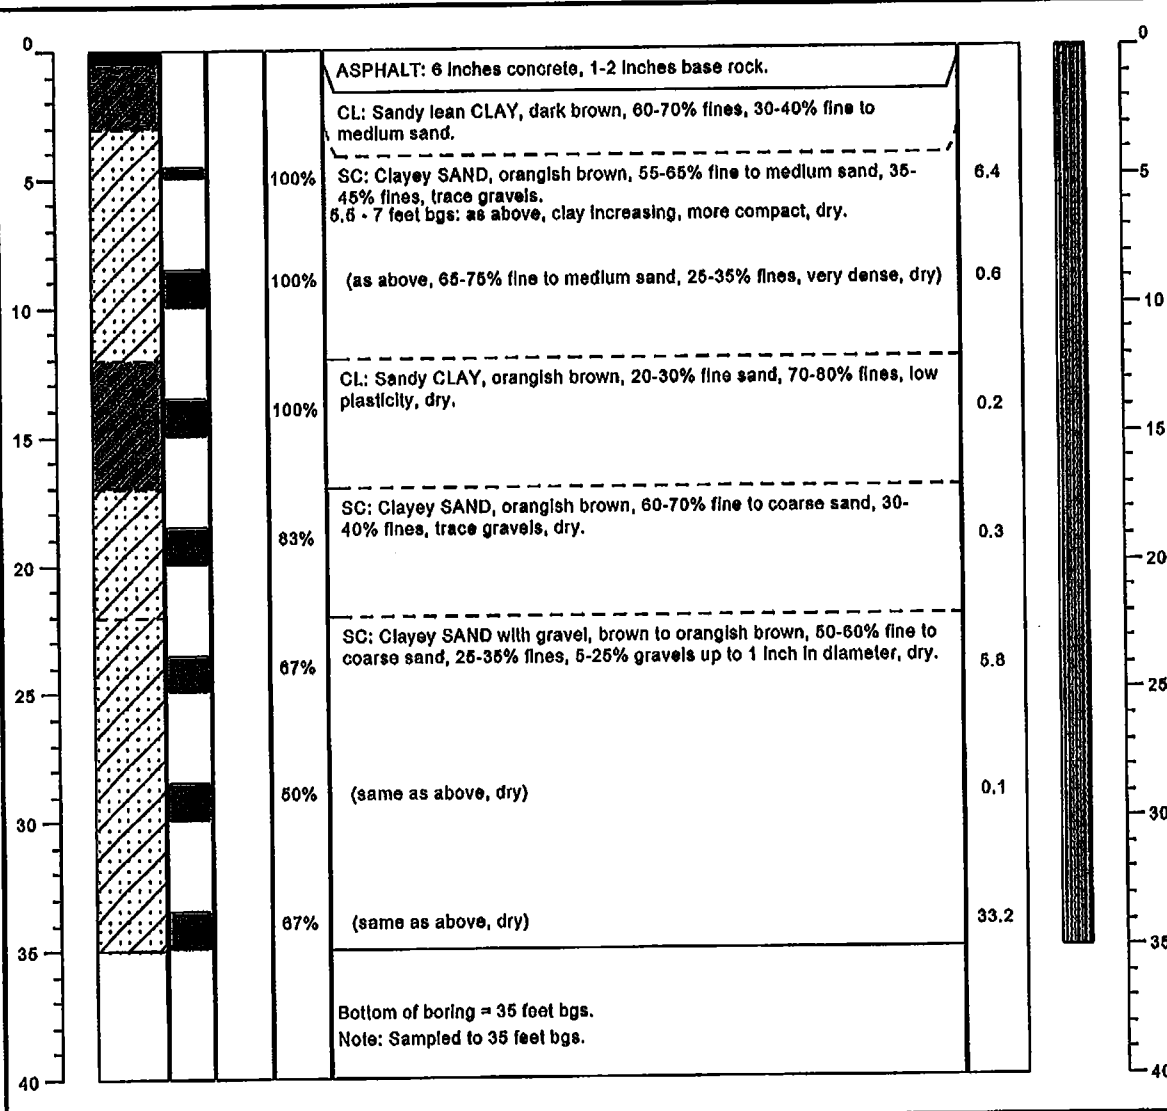 0
0
ASPHALT: 6 inches concrete, 1-2 inches base rock.
CL: Sandy lean CLAY, dark brown, 60-70% fines, 30-40% fine to
medium sand.
5
100%
SC: Clayey SAND, orangish brown, 55-65% fine to medium sand, 35-
45% fines, trace gravels.
6.4
5
5.5 - 7 feet bgs: as above, clay increasing, more compact, dry.
100%
(as above, 65-75% fine to medium sand, 25-35% fines, very dense, dry)
0.6
10
10
CL: Sandy CLAY, orangish brown, 20-30% fine sand, 70-80% fines, low
plasticity, dry.
100%
0.2
15
15
SC: Clayey SAND, orangish brown, 60-70% fine to coarse sand, 30-
40% fines, trace gravels, dry.
83%
0.3
20
20
SC: Clayey SAND with gravel, brown to orangish brown, 50-60% fine to
coarse sand, 25-35% fines, 5-25% gravels up to 1 inch in diameter, dry.
67%
5.8
25
25
50%
(same as above, dry)
0.1
30
30
67%
(same as above, dry)
33.2
35
35
Bottom of boring = 35 feet bgs.
Note: Sampled to 35 feet bgs.
40
40